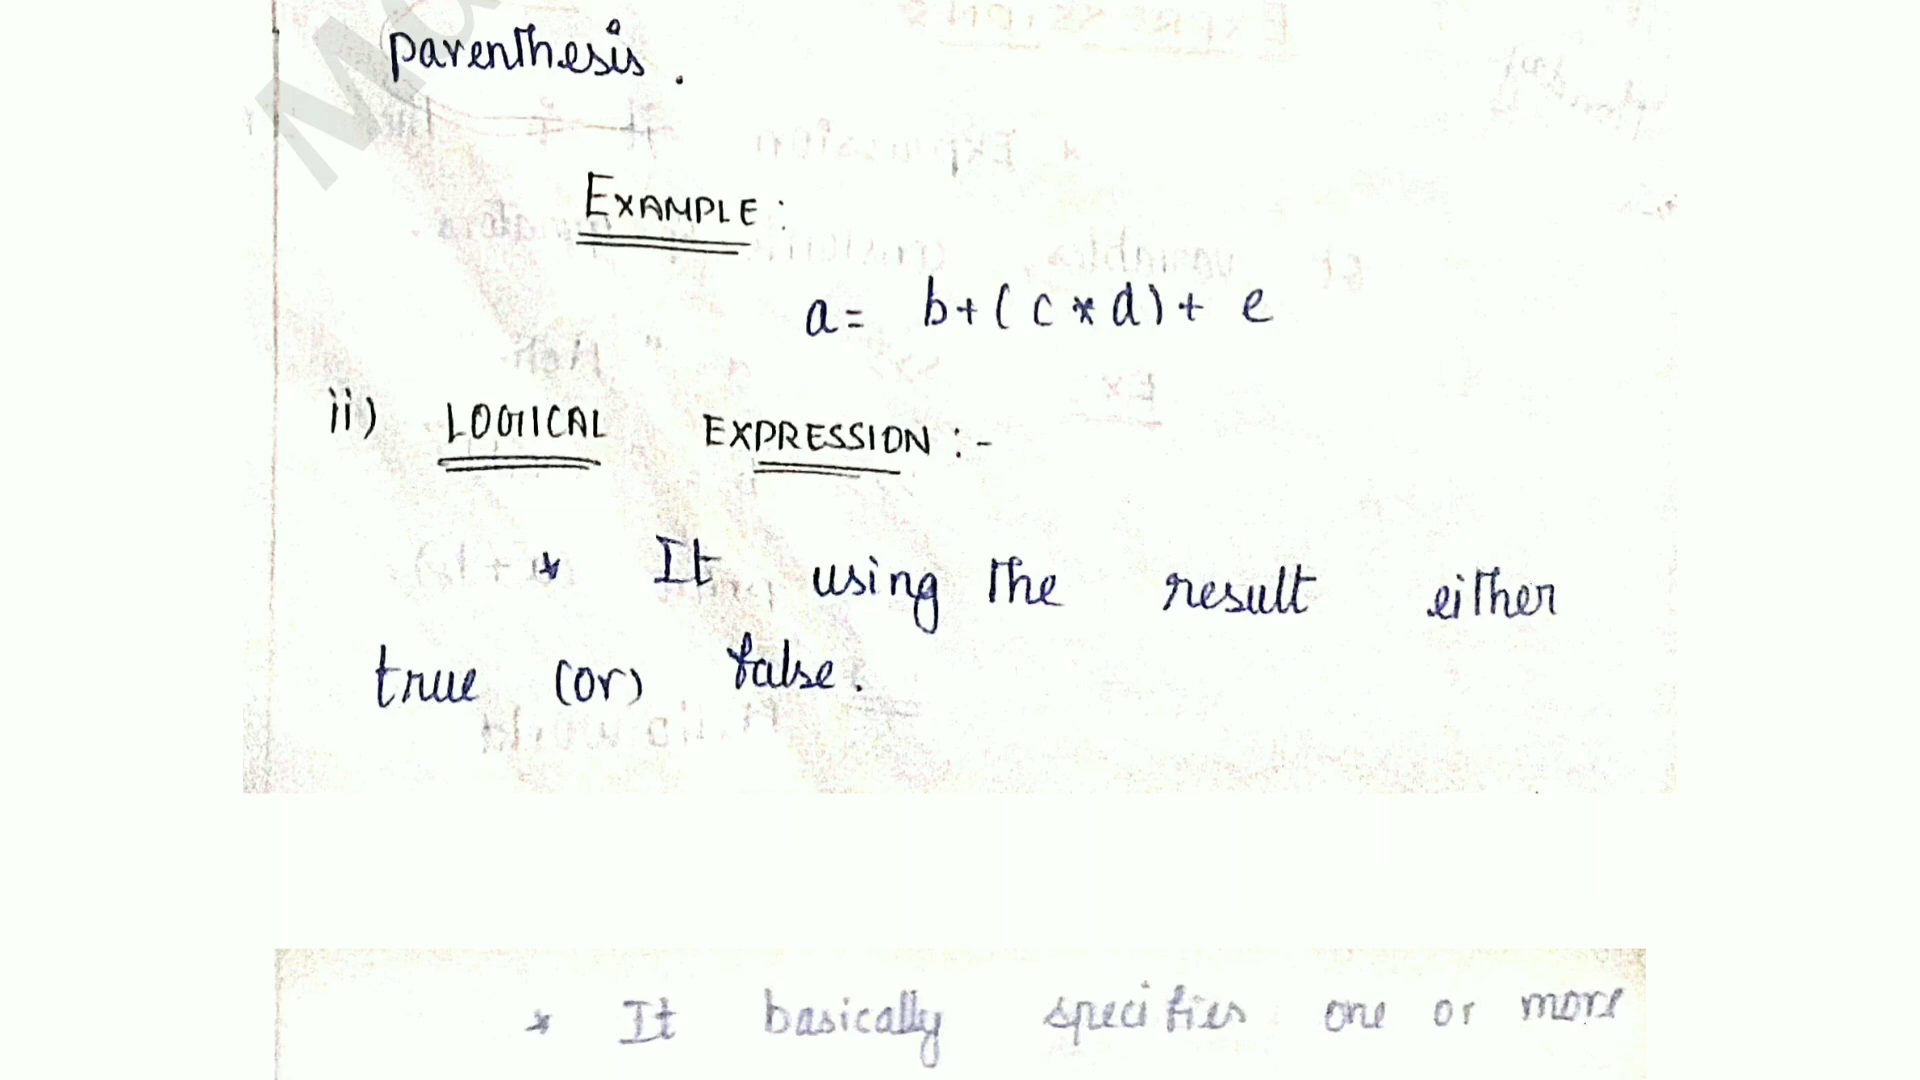 parenthesis.
EXAMPLE:
a = b+(c*d)+ e
ii) LOGICAL EXPRESSION :-
* It using the result either
true (or) false.
* It basically specifies one or more